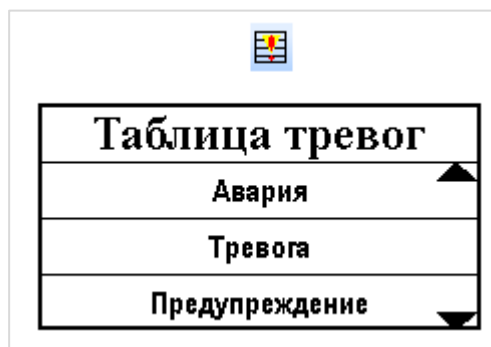 Таблица тревог
Авария
Тревога
Предупреждение